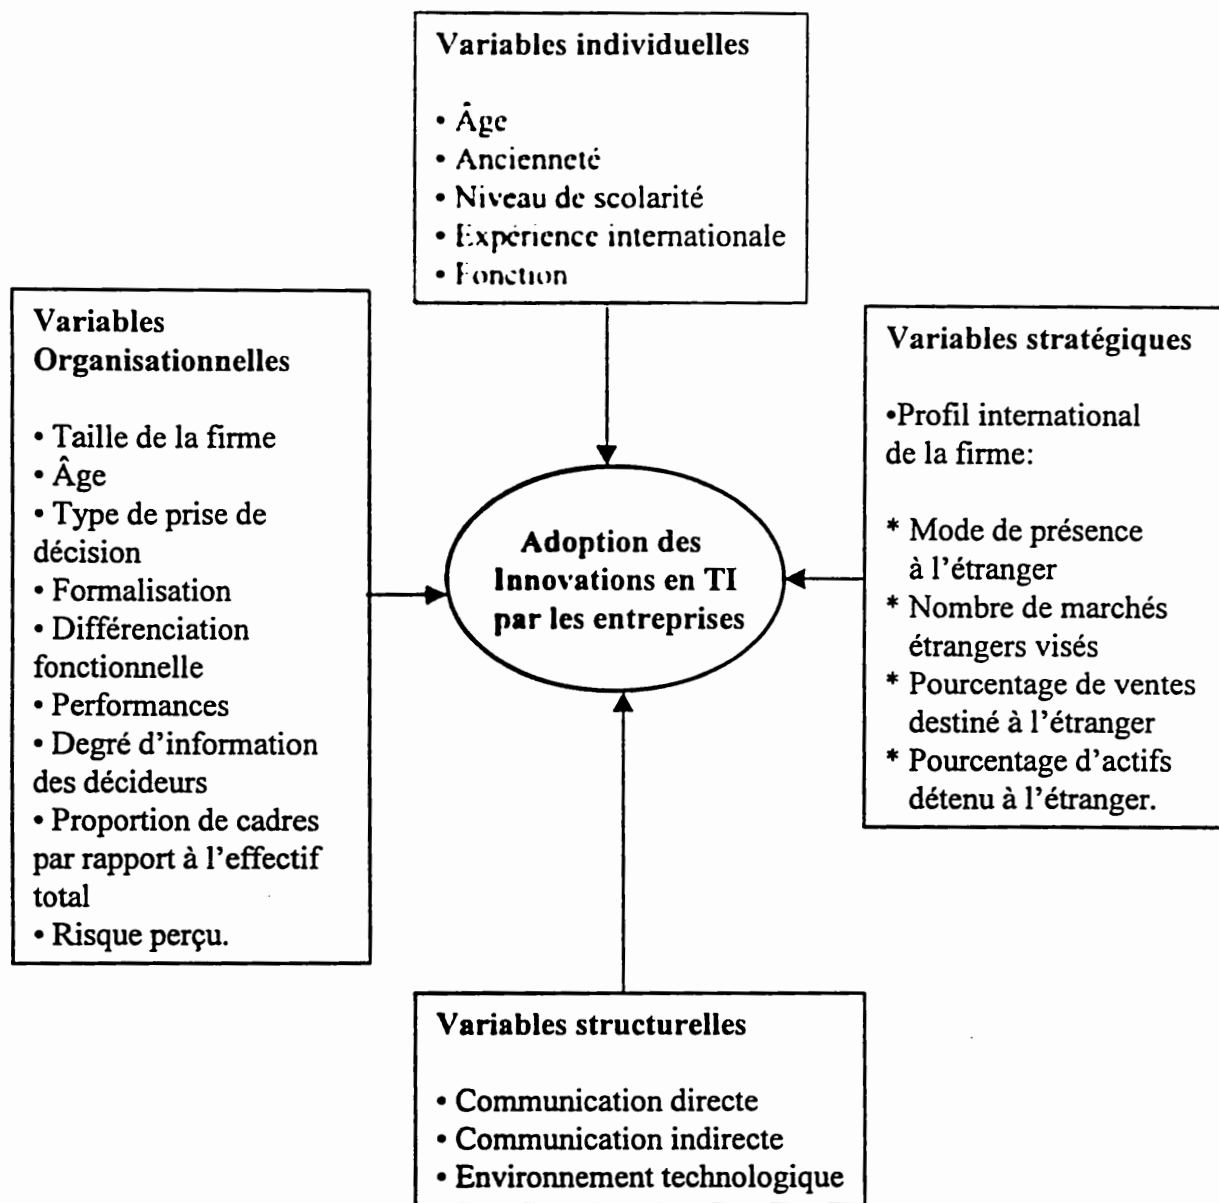 Variables individuelles
• Âge
• Ancienneté
• Niveau de scolarité
• Expérience internationale
• Fonction
Variables
Organisationnelles
• Taille de la firme
• Âge
• Type de prise de
décision
• Formalisation
• Différenciation
fonctionnelle
• Performances
• Degré d'information
des décideurs
• Proportion de cadres
par rapport à l'effectif
total
• Risque perçu.
Adoption des
Innovations en TI
par les entreprises
Variables stratégiques
•Profil international
de la firme:
* Mode de présence
à l'étranger
* Nombre de marchés
étrangers visés
* Pourcentage de ventes
destiné à l'étranger
* Pourcentage d'actifs
détenu à l'étranger.
Variables structurelles
• Communication directe
• Communication indirecte
• Environnement technologique